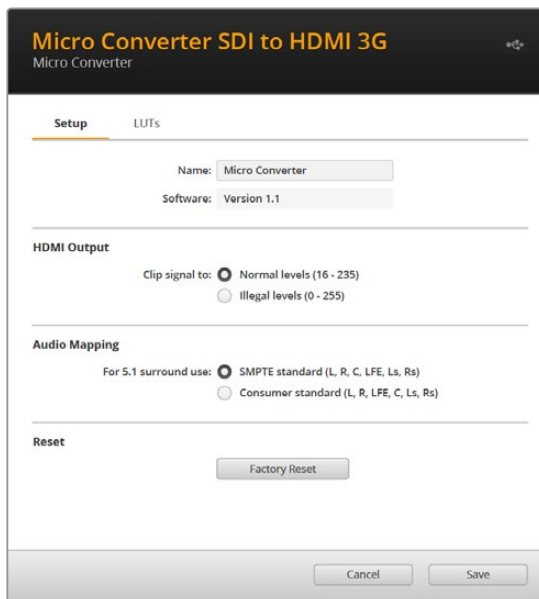 Micro Converter SDI to HDMI 3G
Micro Converter
Setup LUTs
Name: Micro Converter
Software: Version 1.1
HDMI Output
Clip signal to: Normal levels (16 - 235)
Illegal levels (0 - 255)
Audio Mapping
For 5.1 surround use: SMPTE standard (L, R, C, LFE, Ls, Rs)
Consumer standard (L, R, LFE, C, Ls, Rs)
Reset
Factory Reset
Cancel Save